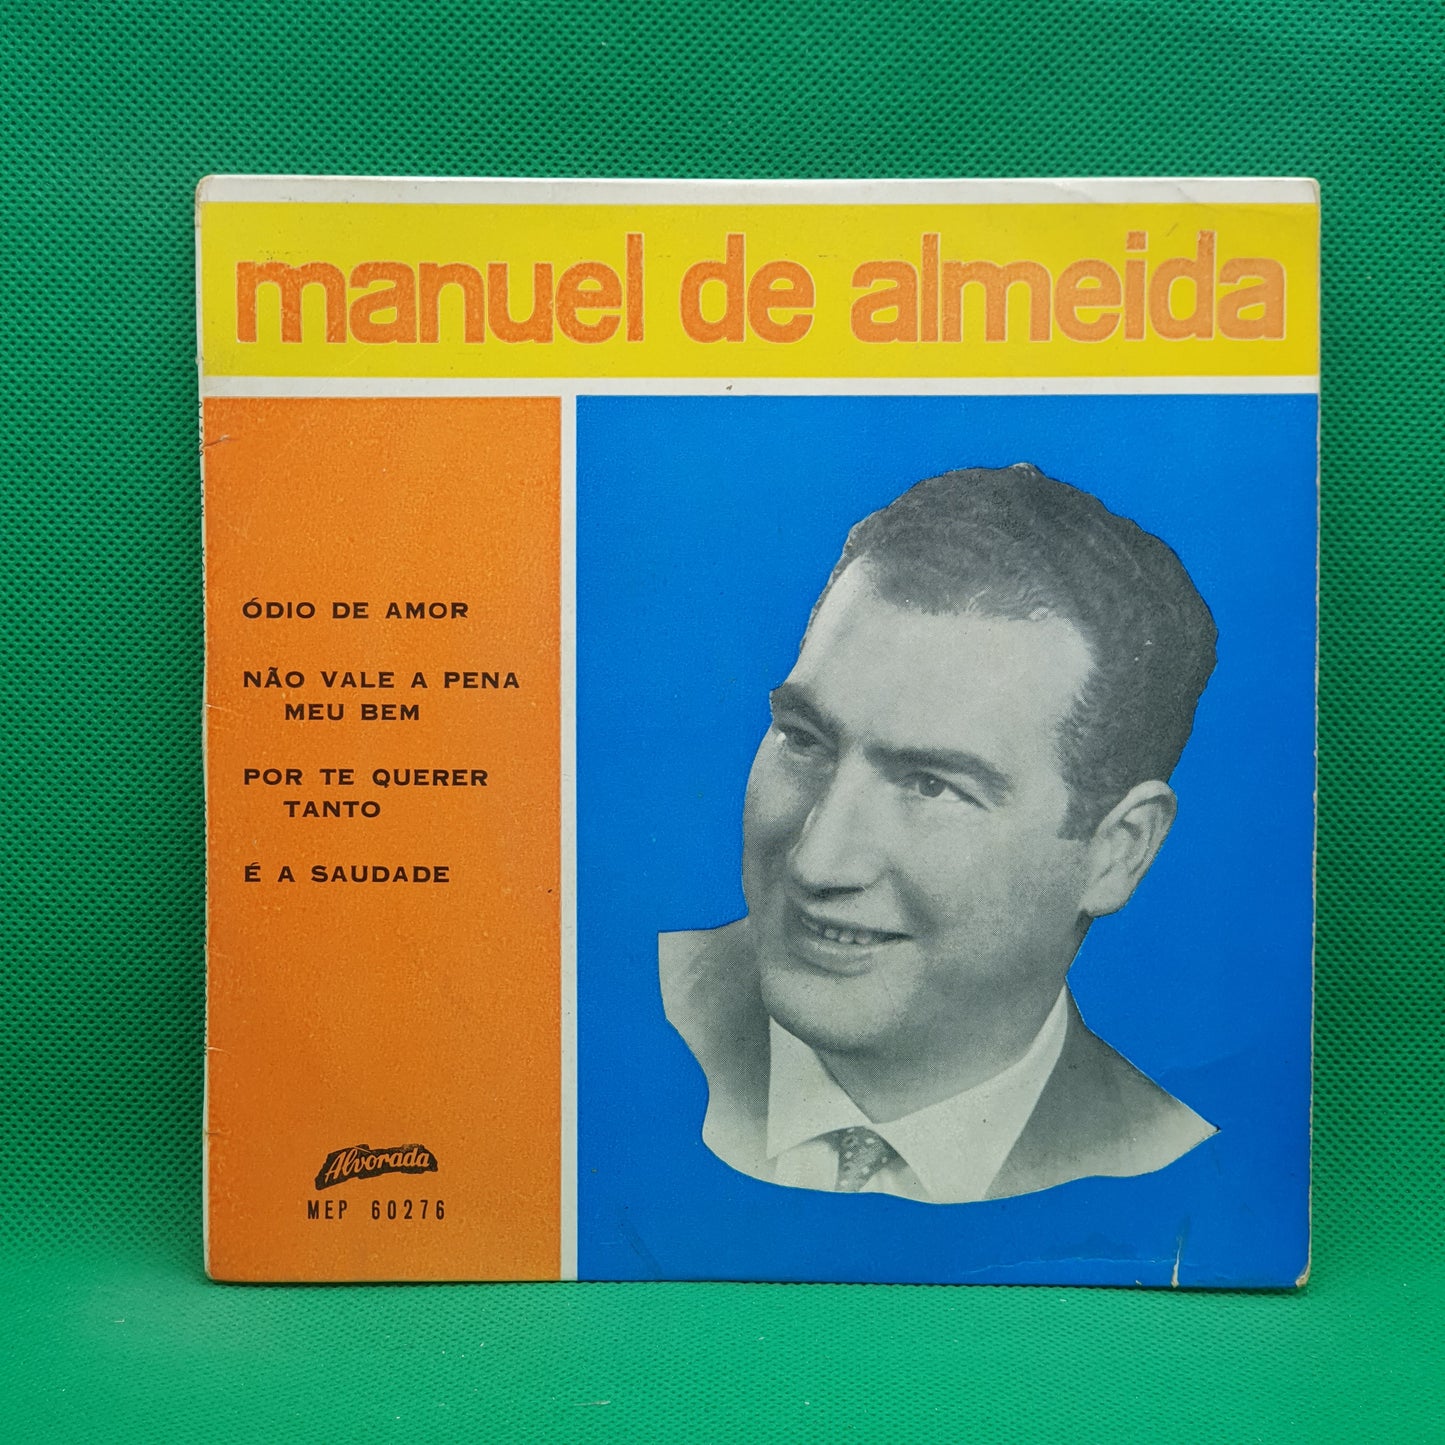 manuel de almeida
ÓDIO DE AMOR
NÃO VALE A PENA
MEU BEM
POR TE QUERER
TANTO
É A SAUDADE
Alvorada
MEP 60276